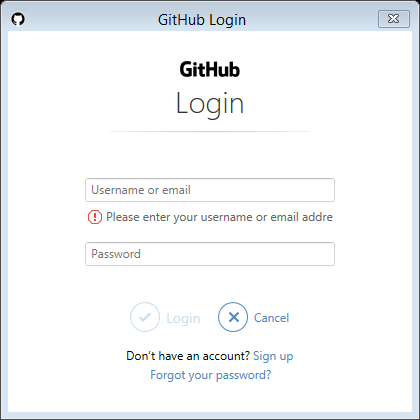 GitHub Login
GitHub
Login
Username or email
Please enter your username or email addre
Password
Login Cancel
Don't have an account? Sign up
Forgot your password?